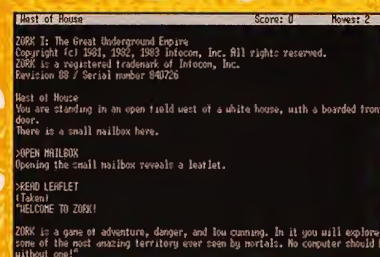 West of House Score: 0 Moves: 2
ZORK I: The Great Underground Empire
Copyright (c) 1981, 1982, 1983 Infocom, Inc. All rights reserved.
ZORK is a registered trademark of Infocom, Inc.
Revision 88 / Serial number 840726
West of House
You are standing in an open field west of a white house, with a boarded front
door.
There is a small mailbox here.
>OPEN MAILBOX
Opening the small mailbox reveals a leaflet.
>READ LEAFLET
(Taken)
"WELCOME TO ZORK!
ZORK is a game of adventure, danger, and low cunning. In it you will explore
some of the most amazing territory ever seen by mortals. No computer should
without one!"